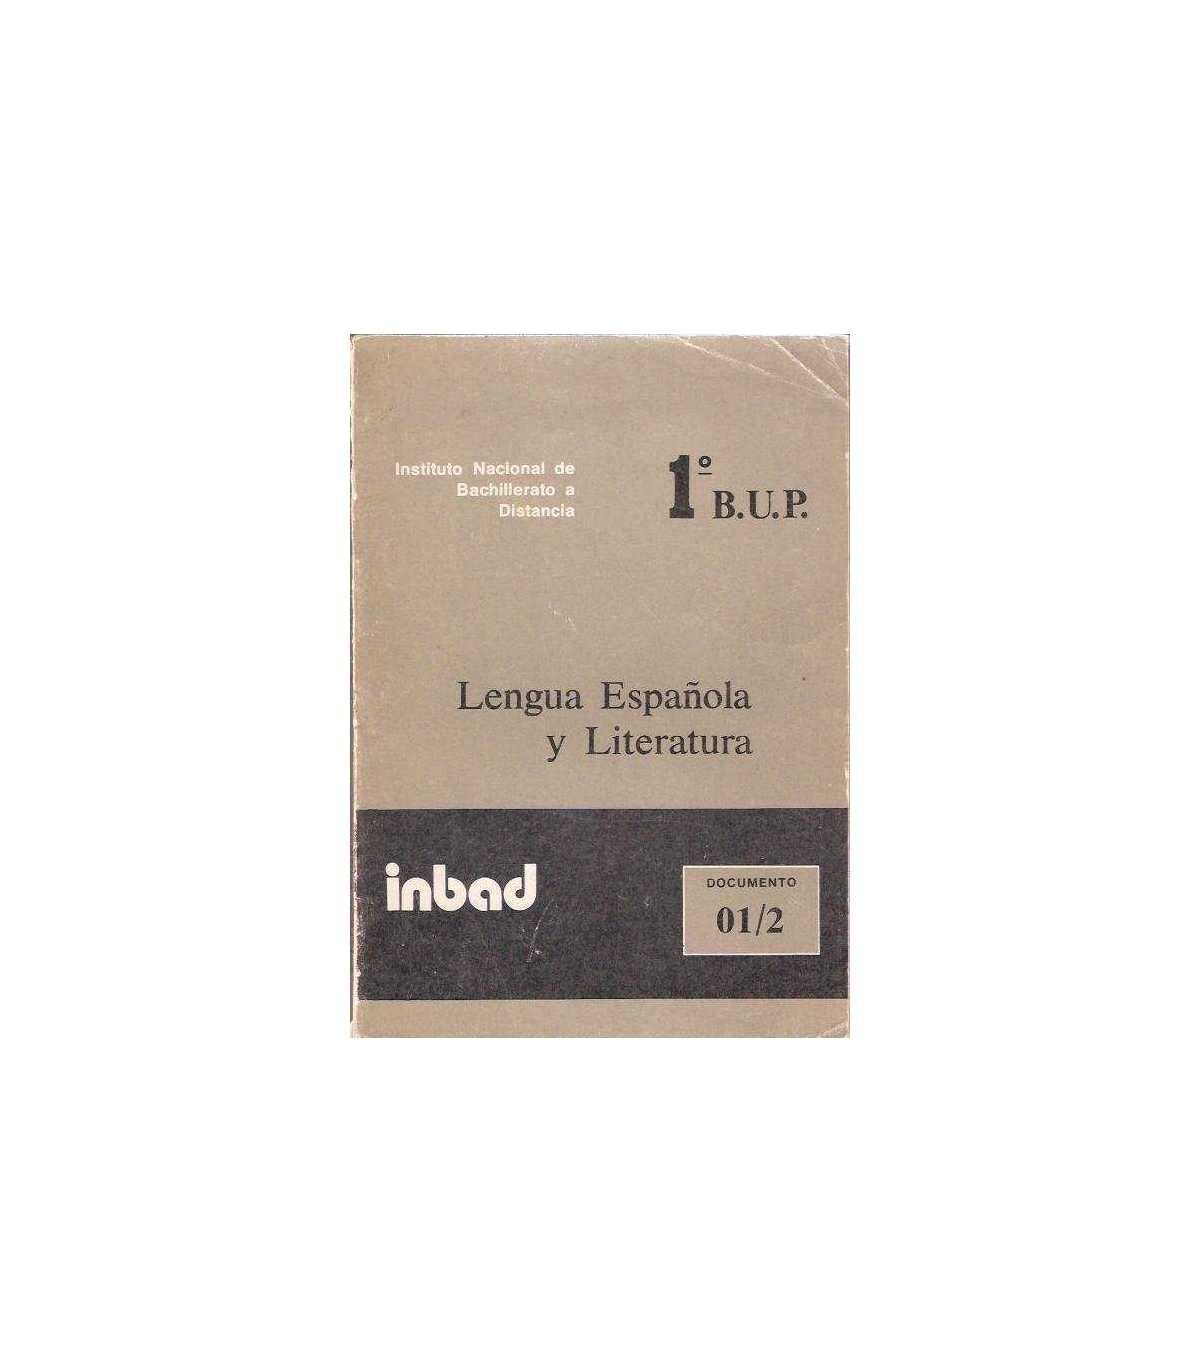 Instituto Nacional de
Bachillerato a
Distancia
1º B.U.P.
Lengua Española
y Literatura
inbad
DOCUMENTO
01/2